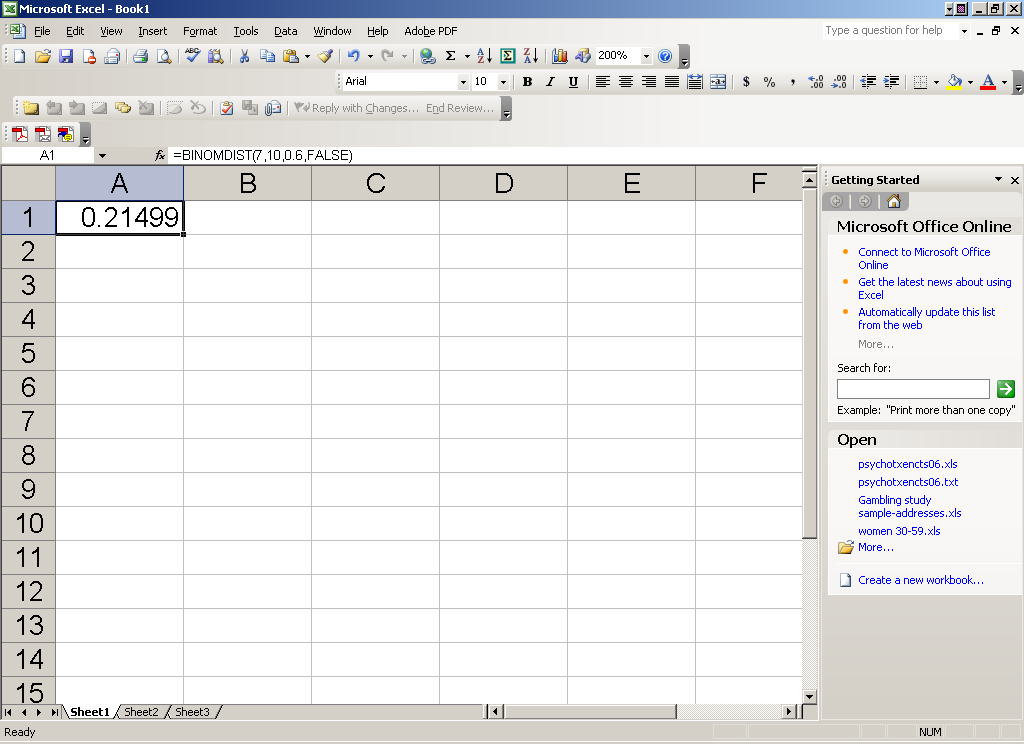 Microsoft Excel - Book1
File Edit View Insert Format Tools Data Window Help Adobe PDF
Type a question for help
200%
Arial 10 B I U $ % ,
Reply with Changes... End Review...
A1 fx =BINOMDIST(7,10,0.6,FALSE)
A B C D E F
1 0.21499
2
3
4
5
6
7
8
9
10
11
12
13
14
15
Getting Started
Microsoft Office Online
Connect to Microsoft Office
Online
Get the latest news about using
Excel
Automatically update this list
from the web
More...
Search for:
Example: "Print more than one copy"
Open
psychotxencts06.xls
psychotxencts06.txt
Gambling study
sample-addresses.xls
women 30-59.xls
More...
Create a new workbook...
Sheet1 Sheet2 Sheet3
Ready NUM